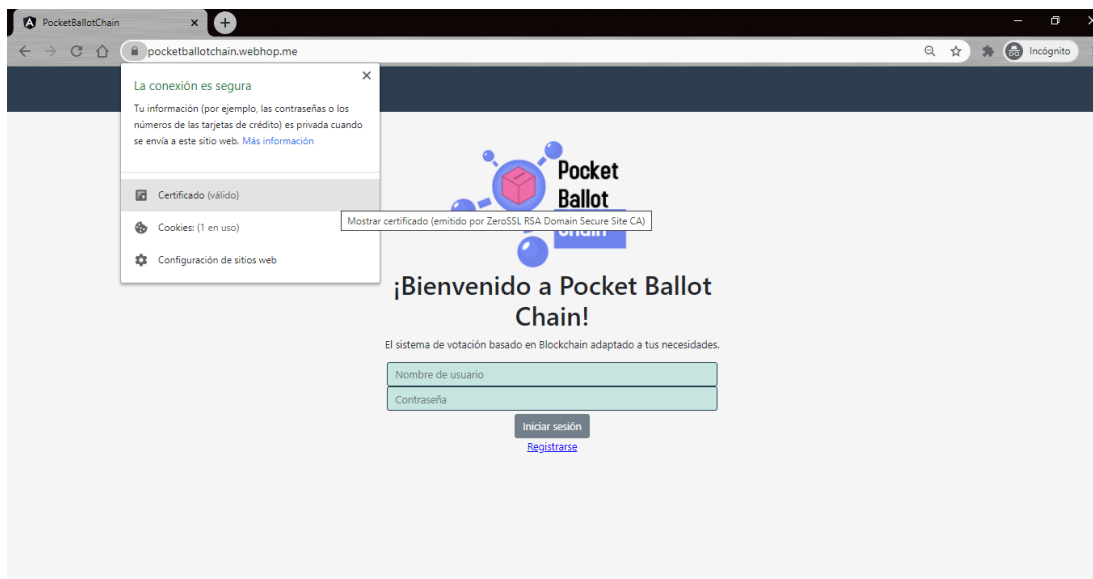 PocketBallotChain
pocketballotchain.webhop.me
Incógnito
La conexión es segura
Tu información (por ejemplo, las contraseñas o los
números de las tarjetas de crédito) es privada cuando
se envía a este sitio web. Más información
Certificado (válido)
Mostrar certificado (emitido por ZeroSSL RSA Domain Secure Site CA)
Cookies: (1 en uso)
Configuración de sitios web
Pocket
Ballot
Chain
¡Bienvenido a Pocket Ballot
Chain!
El sistema de votación basado en Blockchain adaptado a tus necesidades.
Nombre de usuario
Contraseña
Iniciar sesión
Registrarse